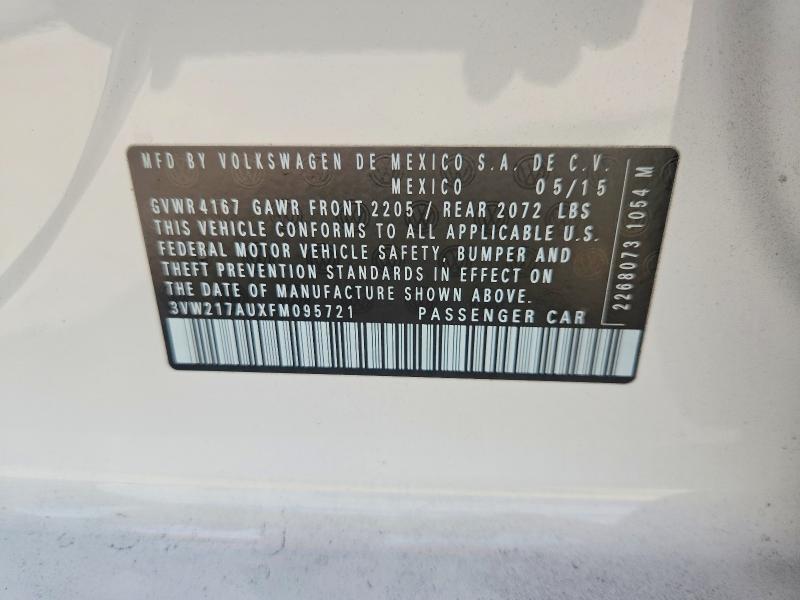 MFD BY VOLKSWAGEN DE MEXICO S.A. DE C.V.
MEXICO 05/15
GVWR 4167 GAWR FRONT 2205 / REAR 2072 LBS
THIS VEHICLE CONFORMS TO ALL APPLICABLE U.S.
FEDERAL MOTOR VEHICLE SAFETY, BUMPER AND
THEFT PREVENTION STANDARDS IN EFFECT ON
THE DATE OF MANUFACTURE SHOWN ABOVE.
3VW217AUXFM095721 PASSENGER CAR
2268073 1054 M